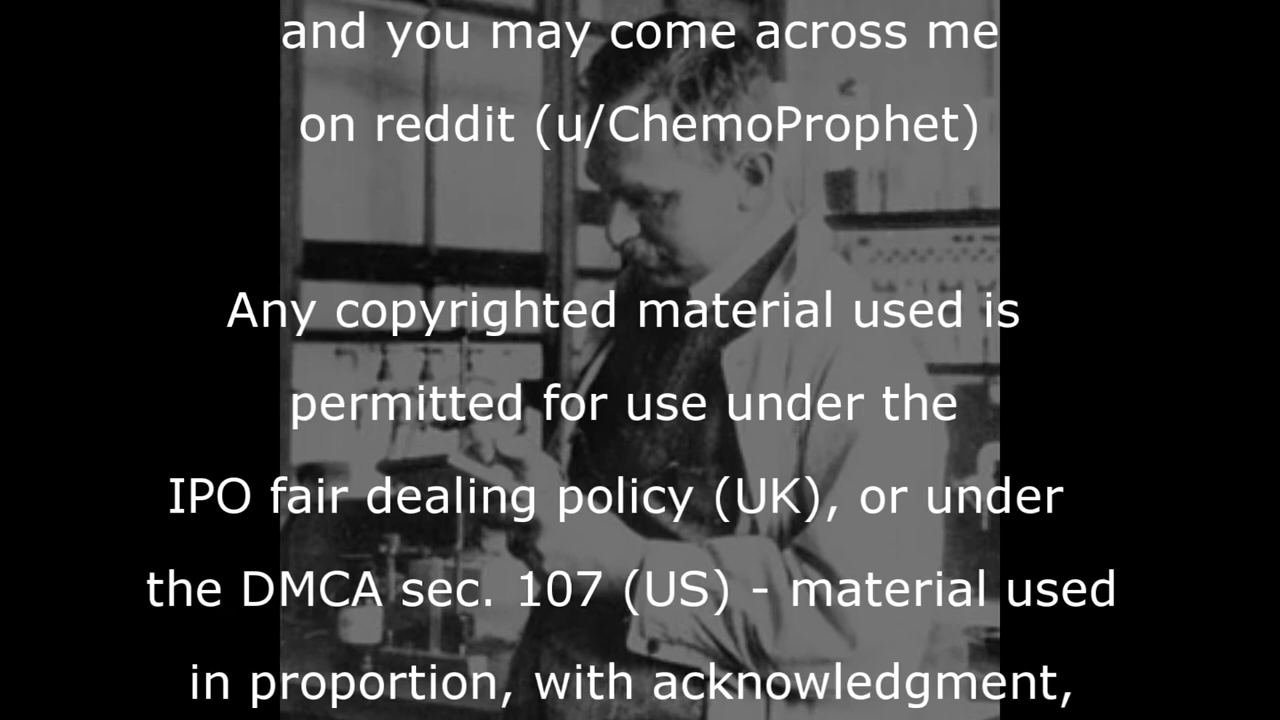 and you may come across me
on reddit (u/ChemoProphet)
Any copyrighted material used is
permitted for use under the
IPO fair dealing policy (UK), or under
the DMCA sec. 107 (US) - material used
in proportion, with acknowledgment,